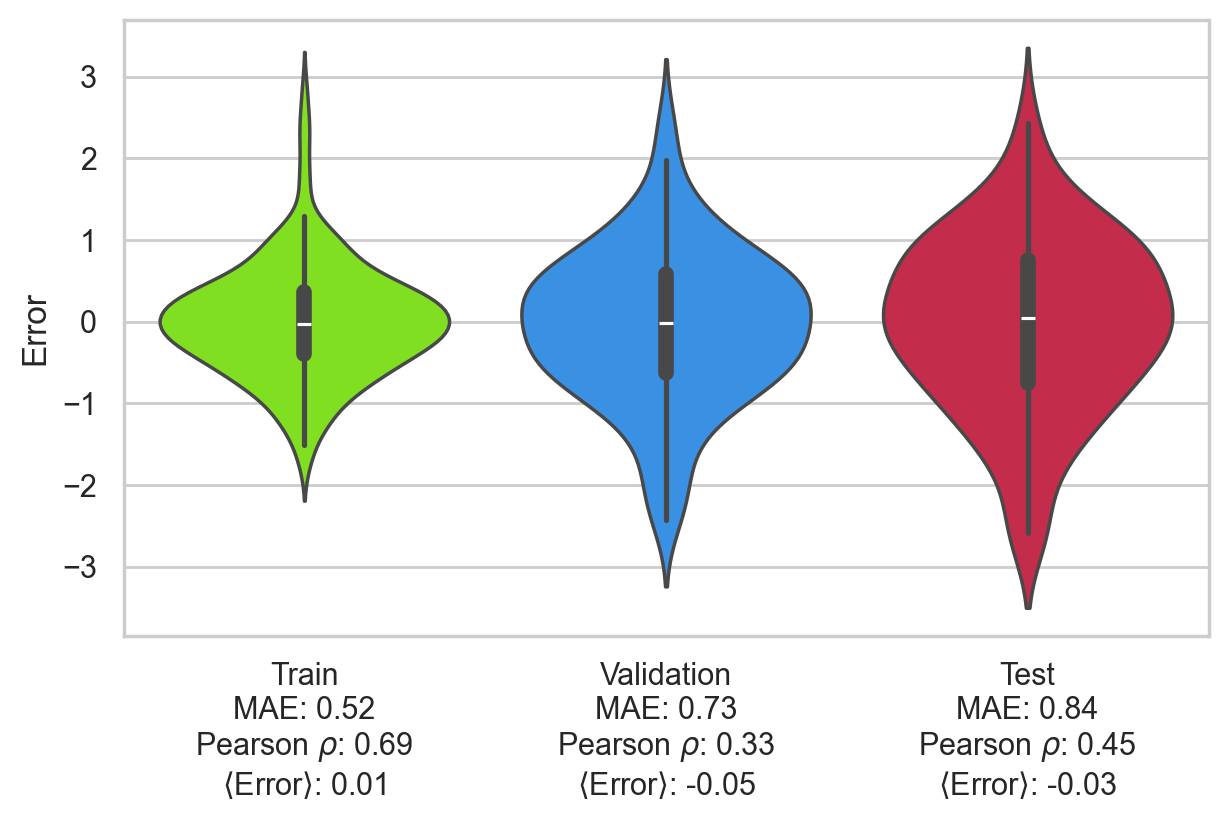 3
2
1
0
−1
−2
−3
Error
Train
MAE: 0.52
Pearson ρ: 0.69
⟨Error⟩: 0.01
Validation
MAE: 0.73
Pearson ρ: 0.33
⟨Error⟩: -0.05
Test
MAE: 0.84
Pearson ρ: 0.45
⟨Error⟩: -0.03